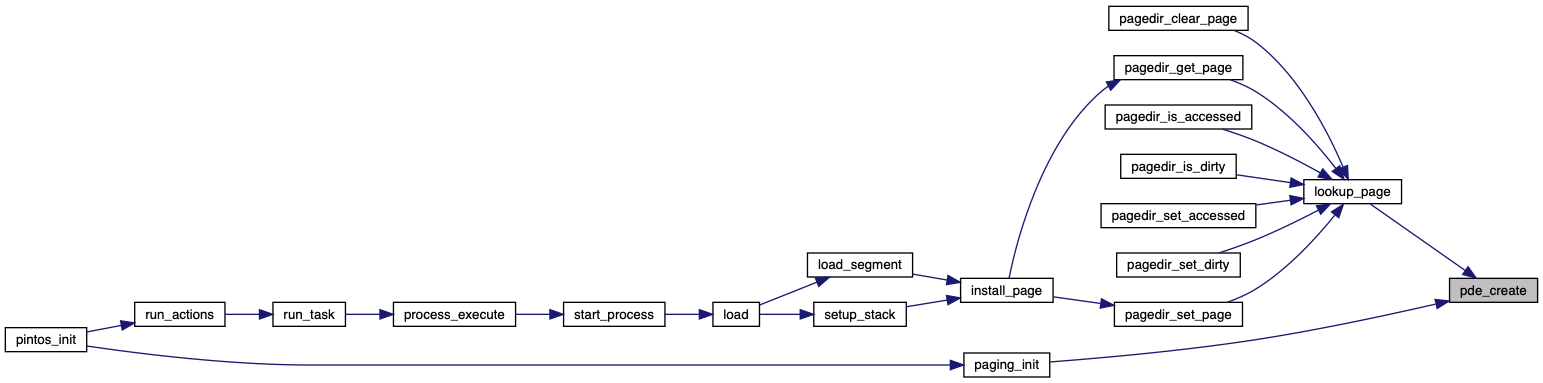 pagedir_clear_page
pagedir_get_page
pagedir_is_accessed
pagedir_is_dirty
lookup_page
pagedir_set_accessed
load_segment
pagedir_set_dirty
install_page
pde_create
run_actions
run_task
process_execute
start_process
load
setup_stack
pagedir_set_page
pintos_init
paging_init